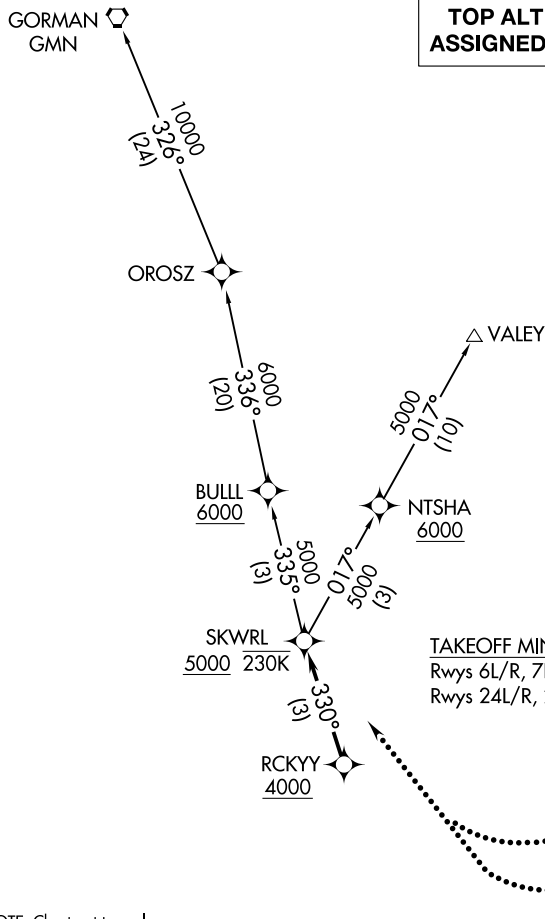 GORMAN
GMN
TOP ALT
ASSIGNED
10000
326°
(24)
OROSZ
VALEY
6000
336°
(20)
5000
017°
(10)
BULLL
6000
NTSHA
6000
5000
335°
(3)
017°
5000
(3)
SKWRL
5000 230K
TAKEOFF MIN
Rwys 6L/R, 7
Rwys 24L/R,
330°
(3)
RCKYY
4000